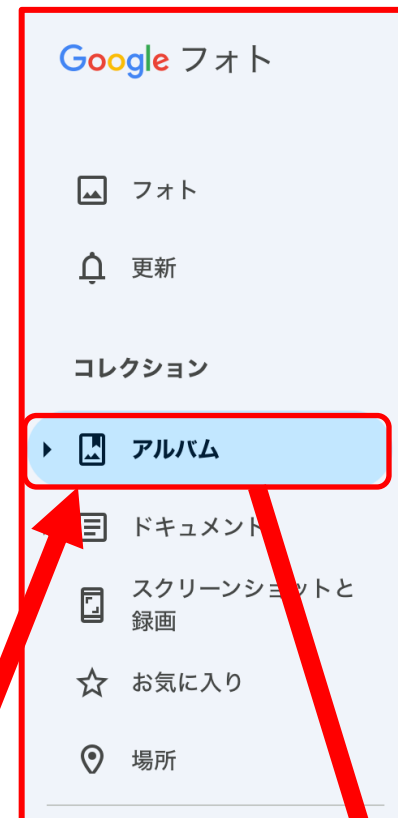 Google フォト
フォト
更新
コレクション
アルバム
ドキュメント
スクリーンショットと
録画
お気に入り
場所